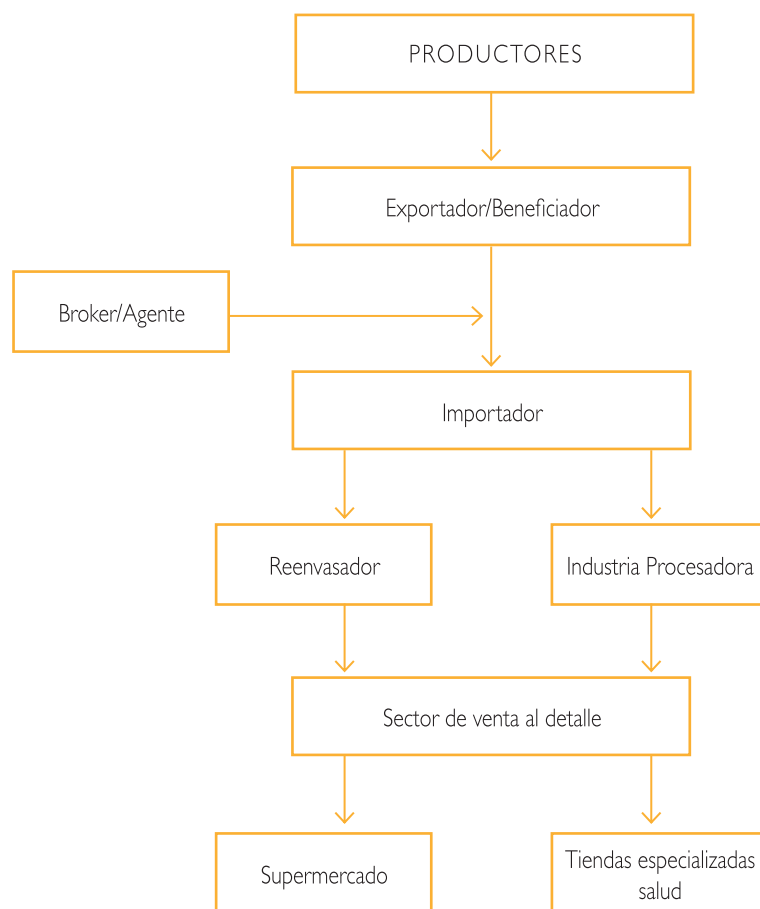 PRODUCTORES
Exportador/Beneficiador
Broker/Agente
Importador
Reenvasador
Industria Procesadora
Sector de venta al detalle
Supermercado
Tiendas especializadas
salud